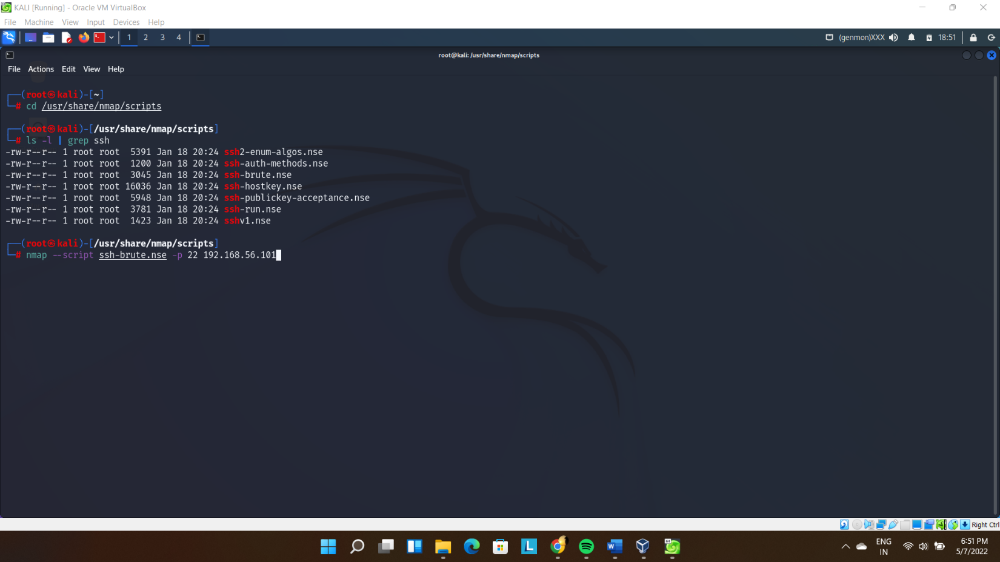 KALI [Running] - Oracle VM VirtualBox
File Machine View Input Devices Help
1 2 3 4 (genmon)XXX 18:51
root@kali: /usr/share/nmap/scripts
File Actions Edit View Help
┌──(root㉿kali)-[~]
└─# cd /usr/share/nmap/scripts
┌──(root㉿kali)-[/usr/share/nmap/scripts]
└─# ls -l | grep ssh
-rw-r--r-- 1 root root  5391 Jan 18 20:24 ssh2-enum-algos.nse
-rw-r--r-- 1 root root  1200 Jan 18 20:24 ssh-auth-methods.nse
-rw-r--r-- 1 root root  3045 Jan 18 20:24 ssh-brute.nse
-rw-r--r-- 1 root root 16036 Jan 18 20:24 ssh-hostkey.nse
-rw-r--r-- 1 root root  5948 Jan 18 20:24 ssh-publickey-acceptance.nse
-rw-r--r-- 1 root root  3781 Jan 18 20:24 ssh-run.nse
-rw-r--r-- 1 root root  1423 Jan 18 20:24 sshv1.nse
┌──(root㉿kali)-[/usr/share/nmap/scripts]
└─# nmap --script ssh-brute.nse -p 22 192.168.56.101
Right Ctrl
ENG
IN
6:51 PM
5/7/2022